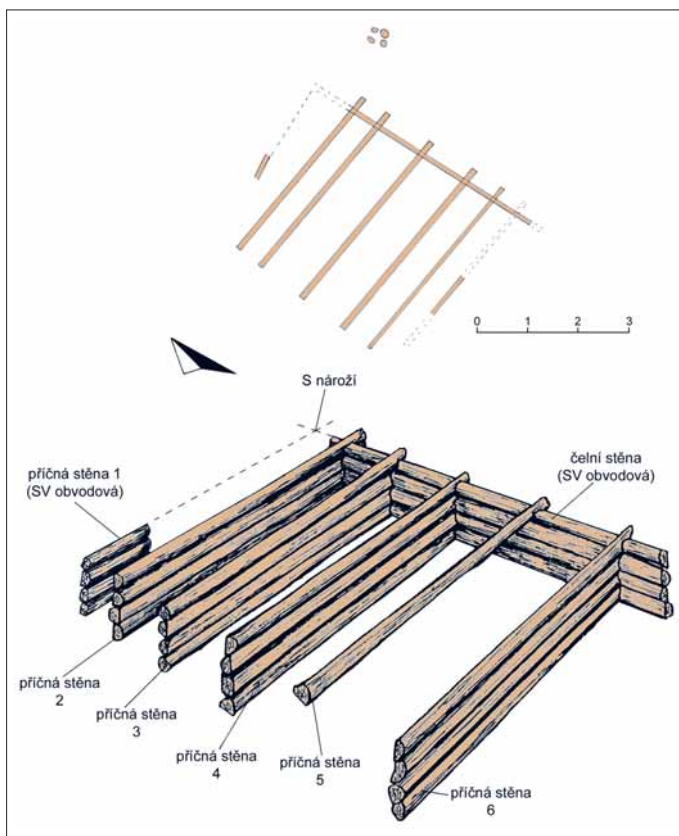 0 1 2 3
S nároží
příčná stěna 1
(SV obvodová)
čelní stěna
(SV obvodová)
příčná stěna
2
příčná stěna
3
příčná stěna
4
příčná stěna
5
příčná stěna
6